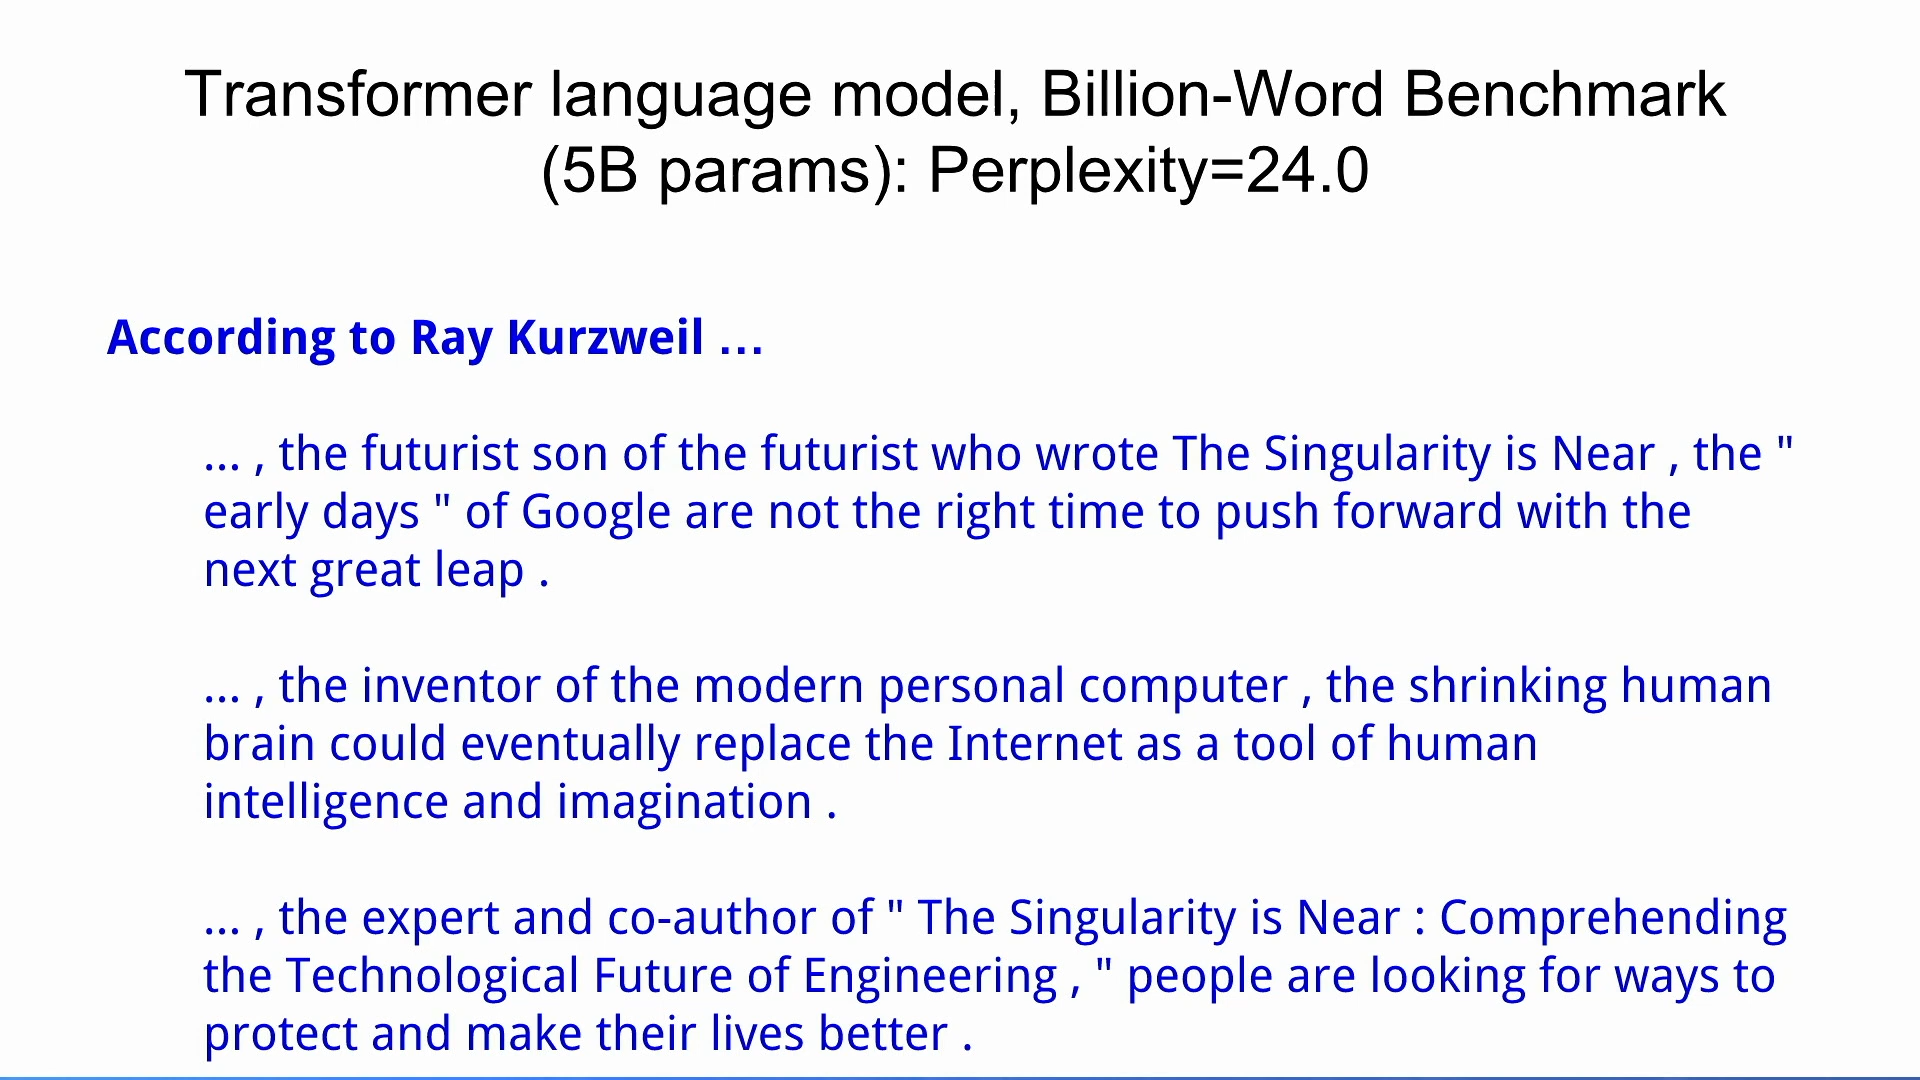 Transformer language model, Billion-Word Benchmark
(5B params): Perplexity=24.0
According to Ray Kurzweil …
... , the futurist son of the futurist who wrote The Singularity is Near , the "
early days " of Google are not the right time to push forward with the
next great leap .
... , the inventor of the modern personal computer , the shrinking human
brain could eventually replace the Internet as a tool of human
intelligence and imagination .
... , the expert and co-author of " The Singularity is Near : Comprehending
the Technological Future of Engineering , " people are looking for ways to
protect and make their lives better .